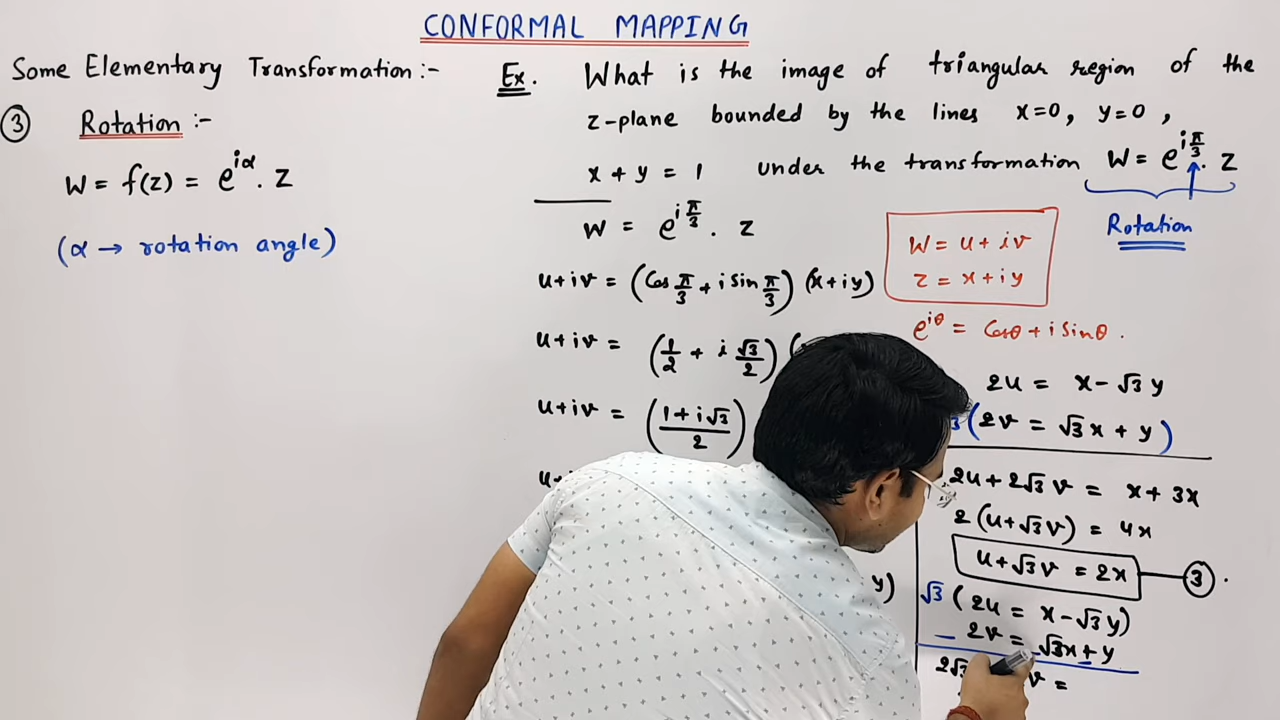 CONFORMAL MAPPING
Some Elementary Transformation :-
③ Rotation :-
W = f(z) = e^{iα} . z
(α → rotation angle)
Ex. What is the image of triangular region of the
z-plane bounded by the lines x=0, y=0,
x + y = 1 under the transformation W = e^{iπ/3} . z
Rotation
W = e^{iπ/3} . z
u+iv = (Cos π/3 + i Sin π/3) (x+iy)
u+iv = (1/2 + i √3/2) (
u+iv = ((1+i√3)/2)
y)
W = u+iv
z = x+iy
e^{iθ} = Cosθ + i Sinθ .
2u = x-√3 y
(2v = √3 x + y)
2u+2√3 v = x + 3x
2 (u+√3v) = 4x
u+√3v = 2x ③ .
√3 ( 2u = x-√3 y)
- 2v = - √3x + y
2√3 v =